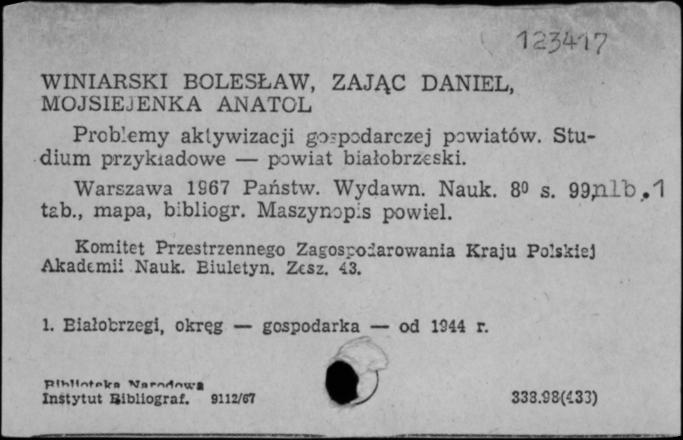 123417
WINIARSKI BOLESŁAW, ZAJĄC DANIEL,
MOJSIEJENKA ANATOL
Problemy aktywizacji gospodarczej powiatów. Stu-
dium przykładowe — powiat białobrzeski.
Warszawa 1967 Państw. Wydawn. Nauk. 8⁰ s. 99, nlb. 1
tab., mapa, bibliogr. Maszynopis powiel.
Komitet Przestrzennego Zagospodarowania Kraju Polskiej
Akademii Nauk. Biuletyn. Zesz. 43.
1. Białobrzegi, okręg — gospodarka — od 1944 r.
Biblioteka Narodowa
Instytut Bibliograf. 9112/67 338.98(433)